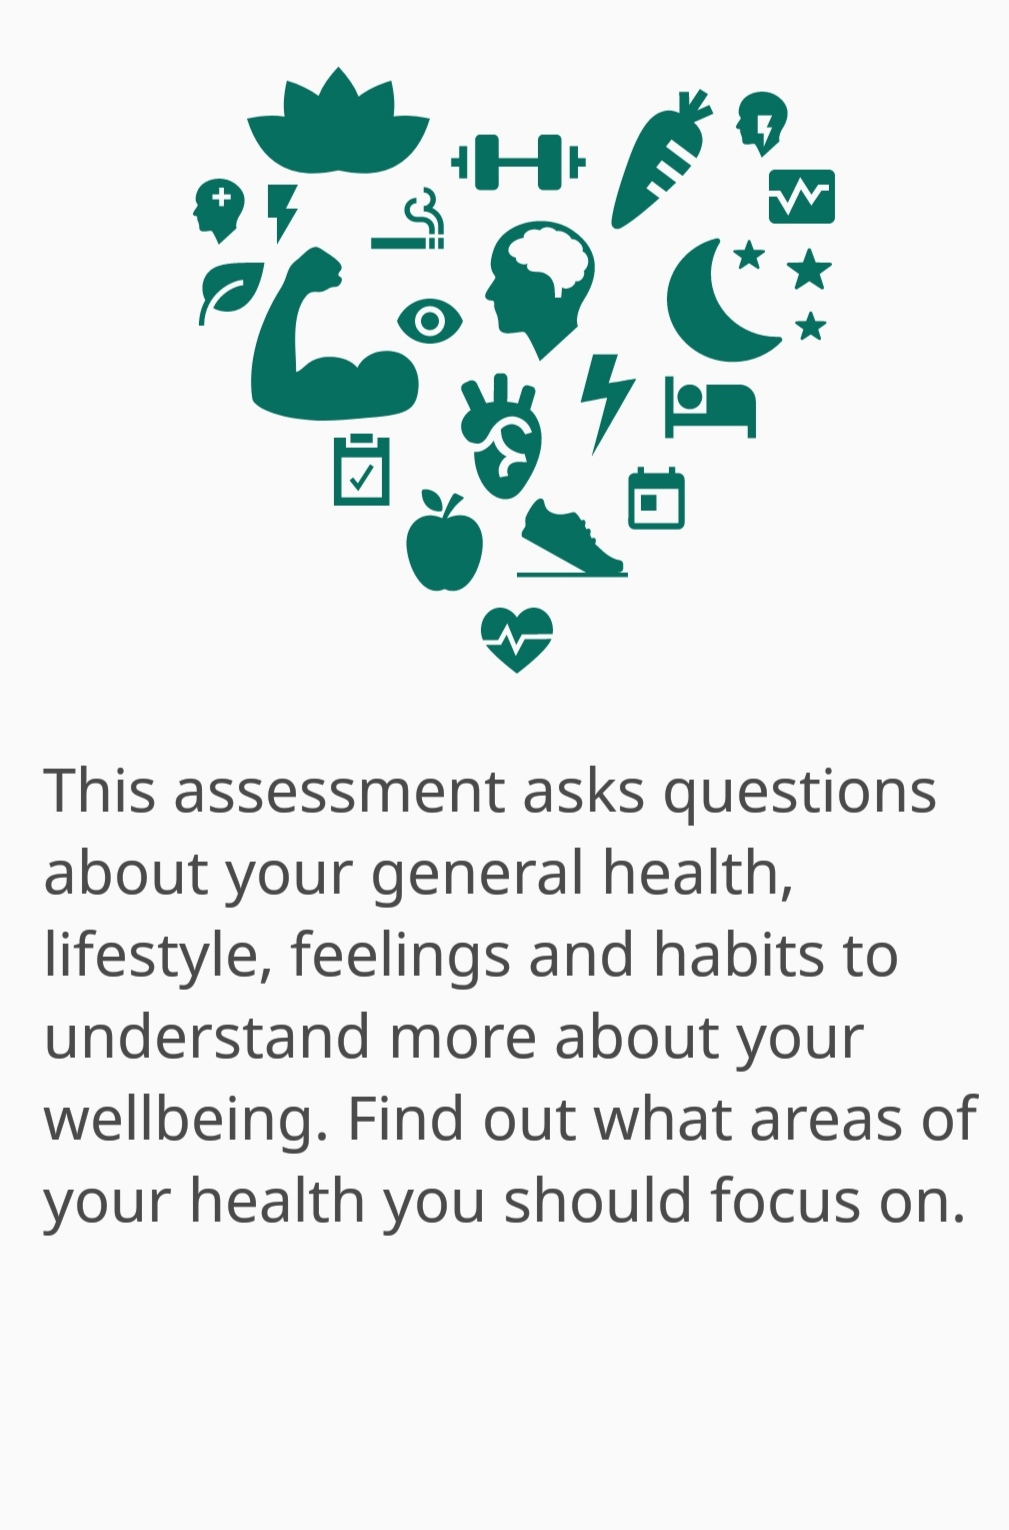 This assessment asks questions
about your general health,
lifestyle, feelings and habits to
understand more about your
wellbeing. Find out what areas of
your health you should focus on.